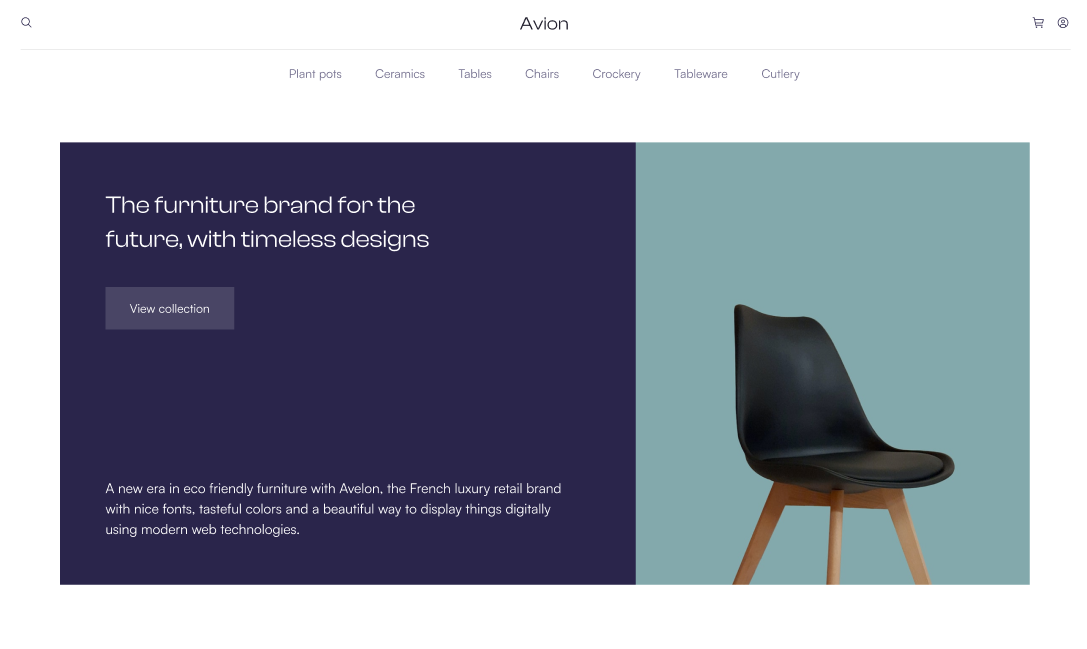 Avion
Plant pots Ceramics Tables Chairs Crockery Tableware Cutlery
The furniture brand for the
future, with timeless designs
View collection
A new era in eco friendly furniture with Avelon, the French luxury retail brand
with nice fonts, tasteful colors and a beautiful way to display things digitally
using modern web technologies.